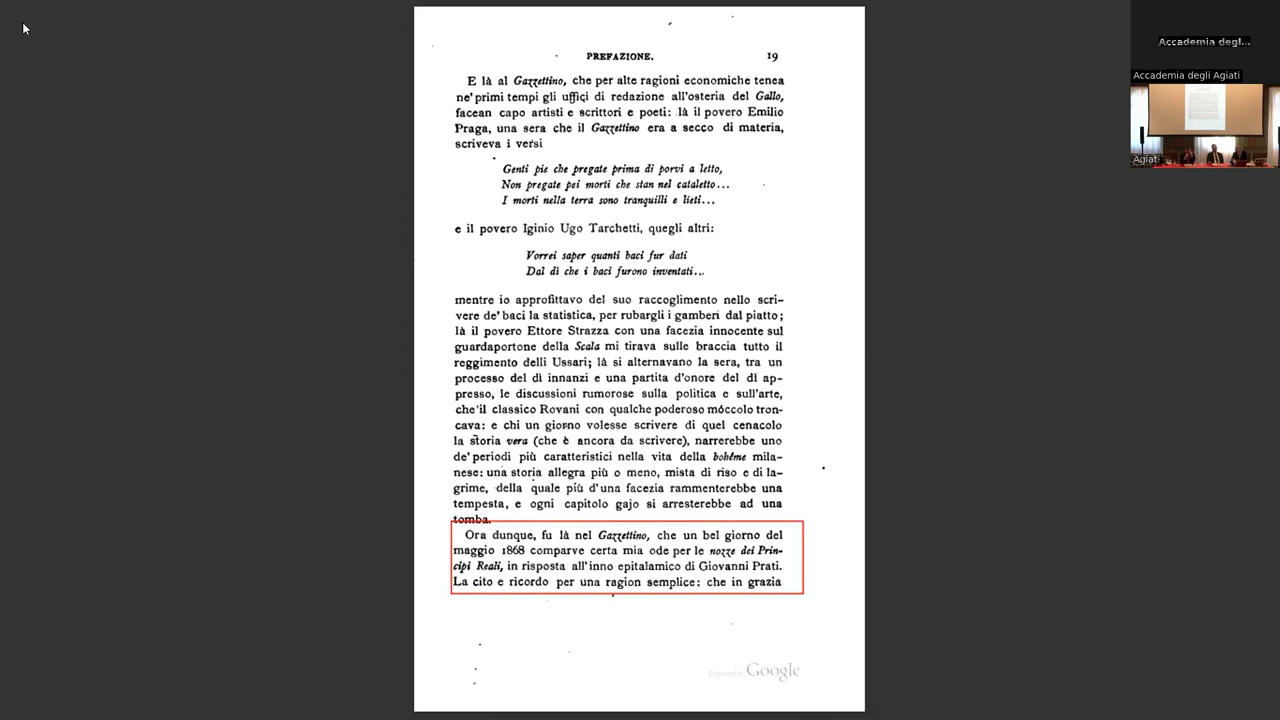 PREFAZIONE. 19
E là al Gazzettino, che per alte ragioni economiche tenea
ne' primi tempi gli uffici di redazione all'osteria del Gallo,
facean capo artisti e scrittori e poeti: là il povero Emilio
Praga, una sera che il Gazzettino era a secco di materia,
scriveva i versi
Genti pie che pregate prima di porvi a letto,
Non pregate pei morti che stan nel cataletto...
I morti nella terra sono tranquilli e lieti...
e il povero Iginio Ugo Tarchetti, quegli altri:
Vorrei saper quanti baci fur dati
Dal dì che i baci furono inventati...
mentre io approfittavo del suo raccoglimento nello scri-
vere de' baci la statistica, per rubargli i gamberi dal piatto;
là il povero Ettore Strazza con una facezia innocente sul
guardaportone della Scala mi tirava sulle braccia tutto il
reggimento delli Ussari; là si alternavano la sera, tra un
processo del dì innanzi e una partita d'onore del dì ap-
presso, le discussioni rumorose sulla politica e sull'arte,
che il classico Rovani con qualche poderoso móccolo tron-
cava: e chi un giorno volesse scrivere di quel cenacolo
la storia vera (che è ancora da scrivere), narrerebbe uno
de' periodi più caratteristici nella vita della bohême mila-
nese: una storia allegra più o meno, mista di riso e di la-
grime, della quale più d'una facezia rammenterebbe una
tempesta, e ogni capitolo gajo si arresterebbe ad una
tomba.
Ora dunque, fu là nel Gazzettino, che un bel giorno del
maggio 1868 comparve certa mia ode per le nozze dei Prin-
cipi Reali, in risposta all'inno epitalamico di Giovanni Prati.
La cito e ricordo per una ragion semplice: che in grazia
Digitized by Google
Accademia degl...
Accademia degli Agiati
Agiati